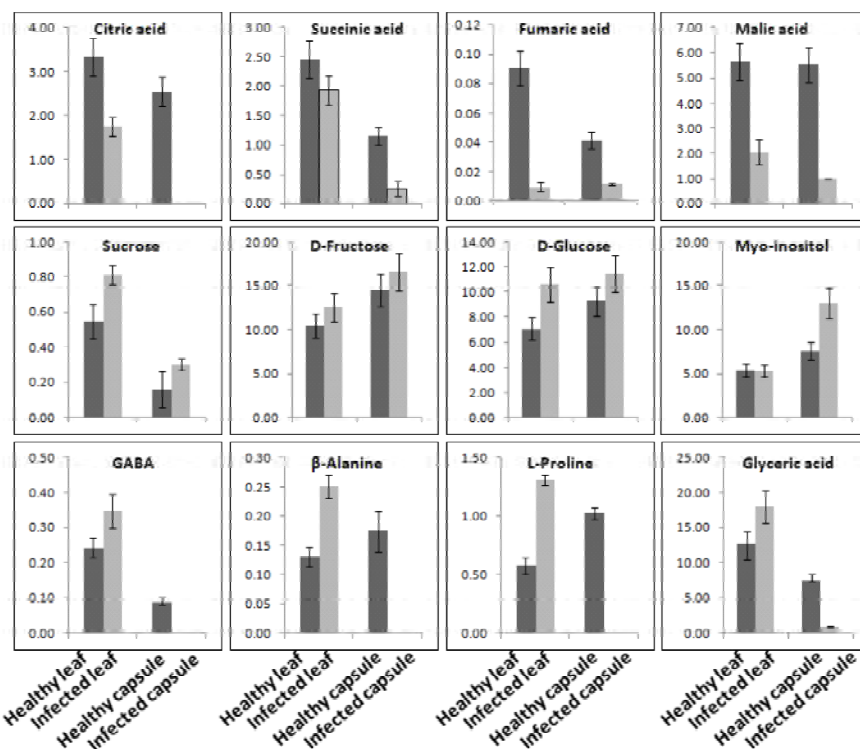 Citric acid
4.00
3.00
2.00
1.00
0.00
Succinic acid
3.00
2.50
2.00
1.50
1.00
0.50
0.00
Fumaric acid
0.12
0.10
0.08
0.06
0.04
0.02
0.00
Malic acid
7.00
6.00
5.00
4.00
3.00
2.00
1.00
0.00
Sucrose
1.00
0.80
0.60
0.40
0.20
0.00
D-Fructose
20.00
15.00
10.00
5.00
0.00
D-Glucose
14.00
12.00
10.00
8.00
6.00
4.00
2.00
0.00
Myo-Inositol
20.00
15.00
10.00
5.00
0.00
GABA
0.50
0.40
0.30
0.20
0.10
0.00
β-Alanine
0.30
0.25
0.20
0.15
0.10
0.05
0.00
L-Proline
1.50
1.00
0.50
0.00
Glyceric acid
25.00
20.00
15.00
10.00
5.00
0.00
Healthy leaf
Infected leaf
Healthy capsule
Infected capsule
Healthy leaf
Infected leaf
Healthy capsule
Infected capsule
Healthy leaf
Infected leaf
Healthy capsule
Infected capsule
Healthy leaf
Infected leaf
Healthy capsule
Infected capsule